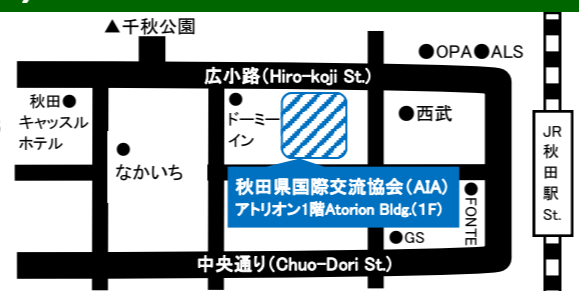 ▲千秋公園
●OPA●ALS
広小路(Hiro-koji St.)
秋田●
キャッスル
ホテル
●
なかいち
●
ドーミー
イン
●西武
JR
秋
田
駅
St.
秋田県国際交流協会(AIA)
アトリオン1階Atorion Bldg.(1F)
●FONTE
●GS
中央通り(Chuo-Dori St.)